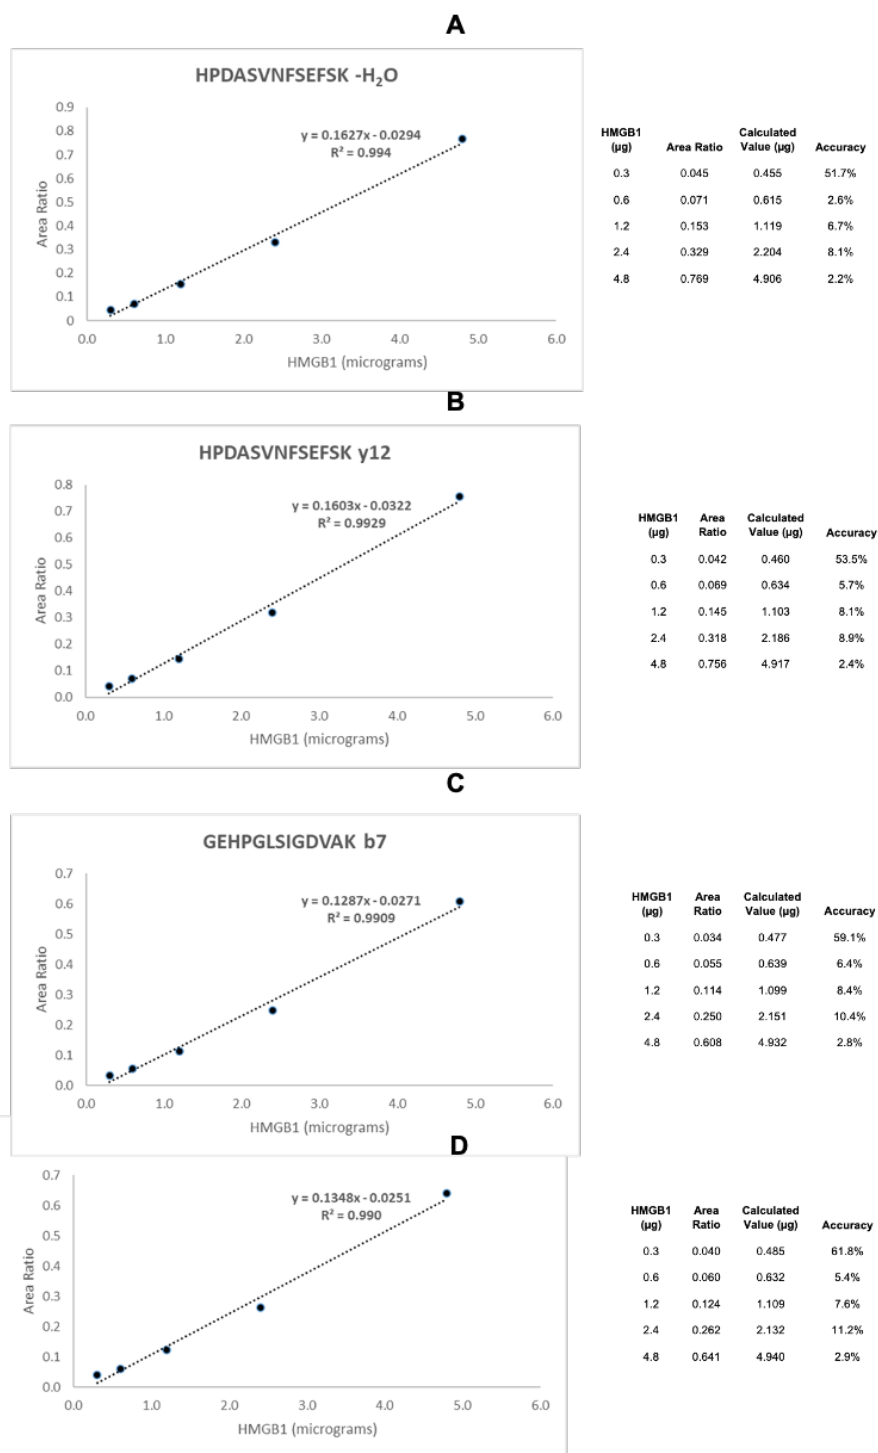 A
HPDASVNFSEFSK -H₂O
y = 0.1627x - 0.0294
R² = 0.994
Area Ratio
0.9
0.8
0.7
0.6
0.5
0.4
0.3
0.2
0.1
0
0.0 1.0 2.0 3.0 4.0 5.0 6.0
HMGB1 (micrograms)
HMGB1 (µg) Area Ratio Calculated Value (µg) Accuracy
0.3 0.045 0.455 51.7%
0.6 0.071 0.615 2.6%
1.2 0.153 1.119 6.7%
2.4 0.329 2.204 8.1%
4.8 0.769 4.906 2.2%
B
HPDASVNFSEFSK y12
y = 0.1603x - 0.0322
R² = 0.9929
Area Ratio
0.8
0.7
0.6
0.5
0.4
0.3
0.2
0.1
0.0
0.0 1.0 2.0 3.0 4.0 5.0 6.0
HMGB1 (micrograms)
HMGB1 (µg) Area Ratio Calculated Value (µg) Accuracy
0.3 0.042 0.460 53.5%
0.6 0.069 0.634 5.7%
1.2 0.145 1.103 8.1%
2.4 0.318 2.186 8.9%
4.8 0.756 4.917 2.4%
C
GEHPGLSIGDVAK b7
y = 0.1287x - 0.0271
R² = 0.9909
Area Ratio
0.7
0.6
0.5
0.4
0.3
0.2
0.1
0.0
0.0 1.0 2.0 3.0 4.0 5.0 6.0
HMGB1 (micrograms)
HMGB1 (µg) Area Ratio Calculated Value (µg) Accuracy
0.3 0.034 0.477 59.1%
0.6 0.055 0.639 6.4%
1.2 0.114 1.099 8.4%
2.4 0.250 2.151 10.4%
4.8 0.608 4.932 2.8%
D
y = 0.1348x - 0.0251
R² = 0.990
Area Ratio
0.7
0.6
0.5
0.4
0.3
0.2
0.1
0.0
0.0 1.0 2.0 3.0 4.0 5.0 6.0
HMGB1 (micrograms)
HMGB1 (µg) Area Ratio Calculated Value (µg) Accuracy
0.3 0.040 0.485 61.8%
0.6 0.060 0.632 5.4%
1.2 0.124 1.109 7.6%
2.4 0.262 2.132 11.2%
4.8 0.641 4.940 2.9%